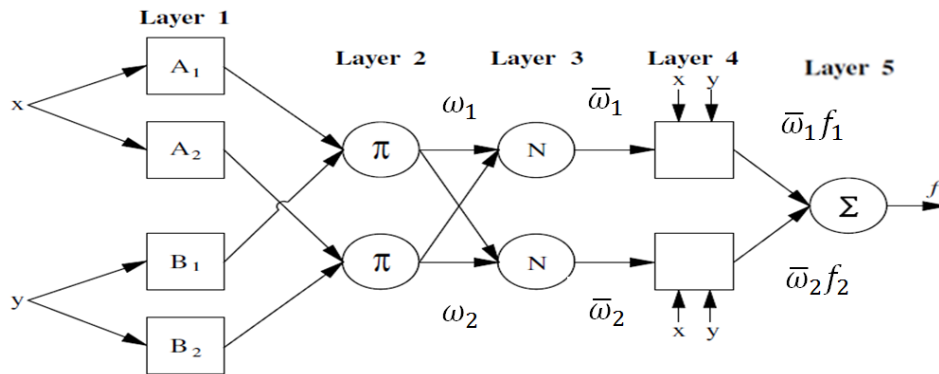 Layer 1
Layer 2
Layer 3
Layer 4
Layer 5
x y
A₁
x
A₂
ω₁
ω̅₁
ω̅₁f₁
π
N
Σ
f
B₁
π
N
y
B₂
ω₂
ω̅₂
ω̅₂f₂
x y